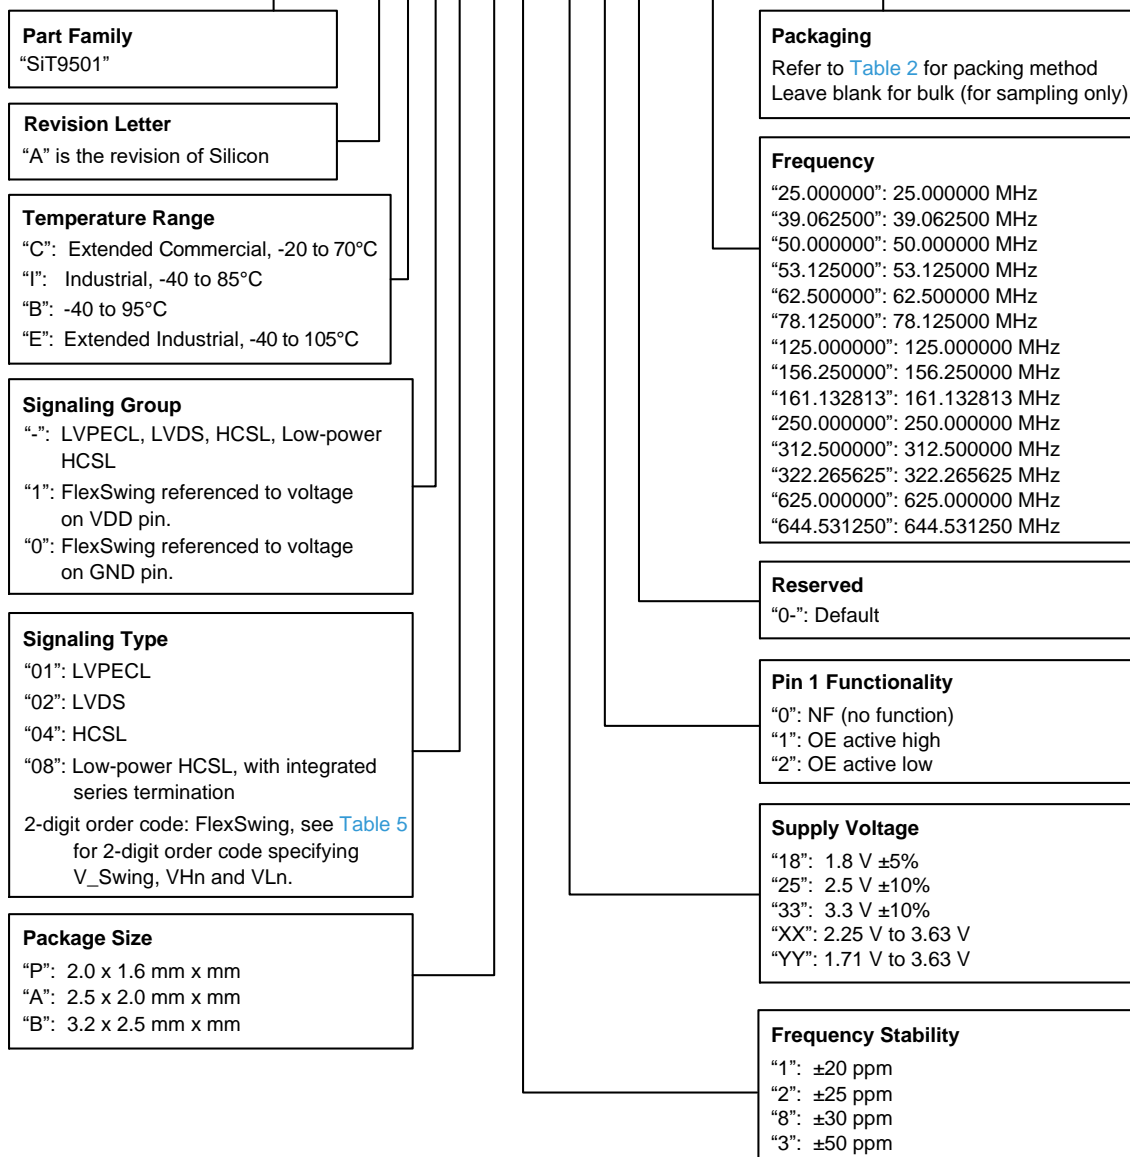 Part Family
“SiT9501”
Revision Letter
“A” is the revision of Silicon
Temperature Range
“C”: Extended Commercial, -20 to 70°C
“I”: Industrial, -40 to 85°C
“B”: -40 to 95°C
“E”: Extended Industrial, -40 to 105°C
Signaling Group
“-”: LVPECL, LVDS, HCSL, Low-power
HCSL
“1”: FlexSwing referenced to voltage
on VDD pin.
“0”: FlexSwing referenced to voltage
on GND pin.
Signaling Type
“01”: LVPECL
“02”: LVDS
“04”: HCSL
“08”: Low-power HCSL, with integrated
series termination
2-digit order code: FlexSwing, see Table 5
for 2-digit order code specifying
V_Swing, VHn and VLn.
Package Size
“P”: 2.0 x 1.6 mm x mm
“A”: 2.5 x 2.0 mm x mm
“B”: 3.2 x 2.5 mm x mm
Packaging
Refer to Table 2 for packing method
Leave blank for bulk (for sampling only)
Frequency
“25.000000”: 25.000000 MHz
“39.062500”: 39.062500 MHz
“50.000000”: 50.000000 MHz
“53.125000”: 53.125000 MHz
“62.500000”: 62.500000 MHz
“78.125000”: 78.125000 MHz
“125.000000”: 125.000000 MHz
“156.250000”: 156.250000 MHz
“161.132813”: 161.132813 MHz
“250.000000”: 250.000000 MHz
“312.500000”: 312.500000 MHz
“322.265625”: 322.265625 MHz
“625.000000”: 625.000000 MHz
“644.531250”: 644.531250 MHz
Reserved
“0-”: Default
Pin 1 Functionality
“0”: NF (no function)
“1”: OE active high
“2”: OE active low
Supply Voltage
“18”: 1.8 V ±5%
“25”: 2.5 V ±10%
“33”: 3.3 V ±10%
“XX”: 2.25 V to 3.63 V
“YY”: 1.71 V to 3.63 V
Frequency Stability
“1”: ±20 ppm
“2”: ±25 ppm
“8”: ±30 ppm
“3”: ±50 ppm